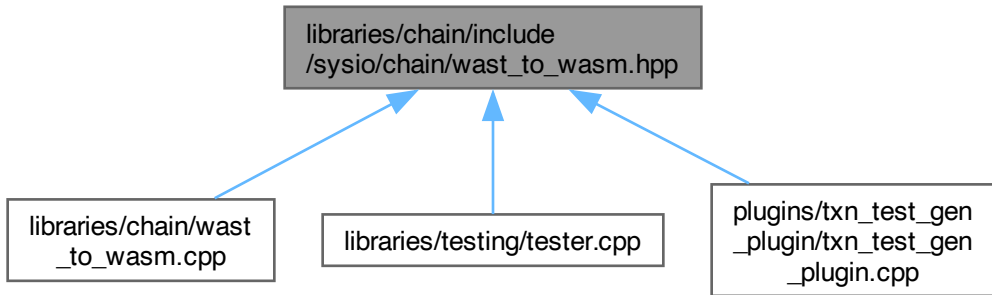 libraries/chain/include
/sysio/chain/wast_to_wasm.hpp
libraries/chain/wast
_to_wasm.cpp
libraries/testing/tester.cpp
plugins/txn_test_gen
_plugin/txn_test_gen
_plugin.cpp